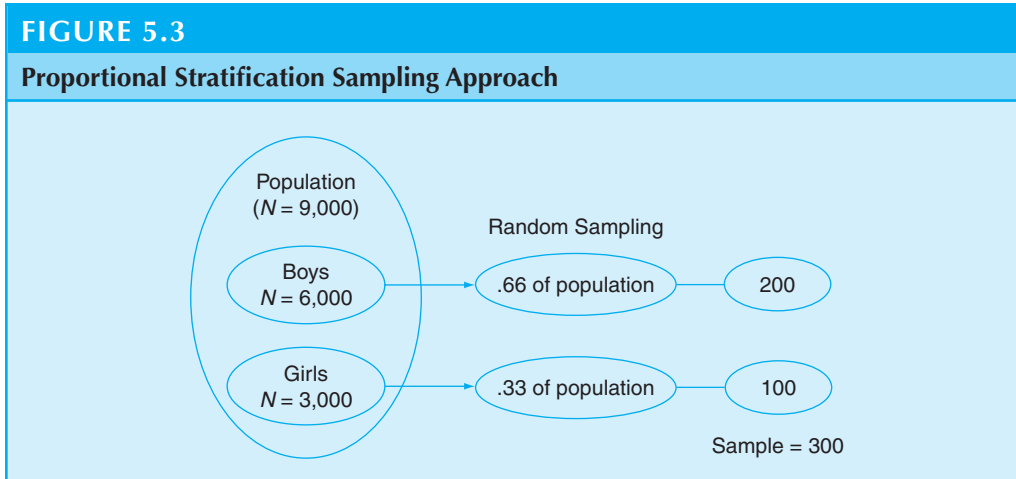 FIGURE 5.3
Proportional Stratification Sampling Approach
Population
(N = 9,000)
Random Sampling
Boys
N = 6,000
.66 of population
200
Girls
N = 3,000
.33 of population
100
Sample = 300